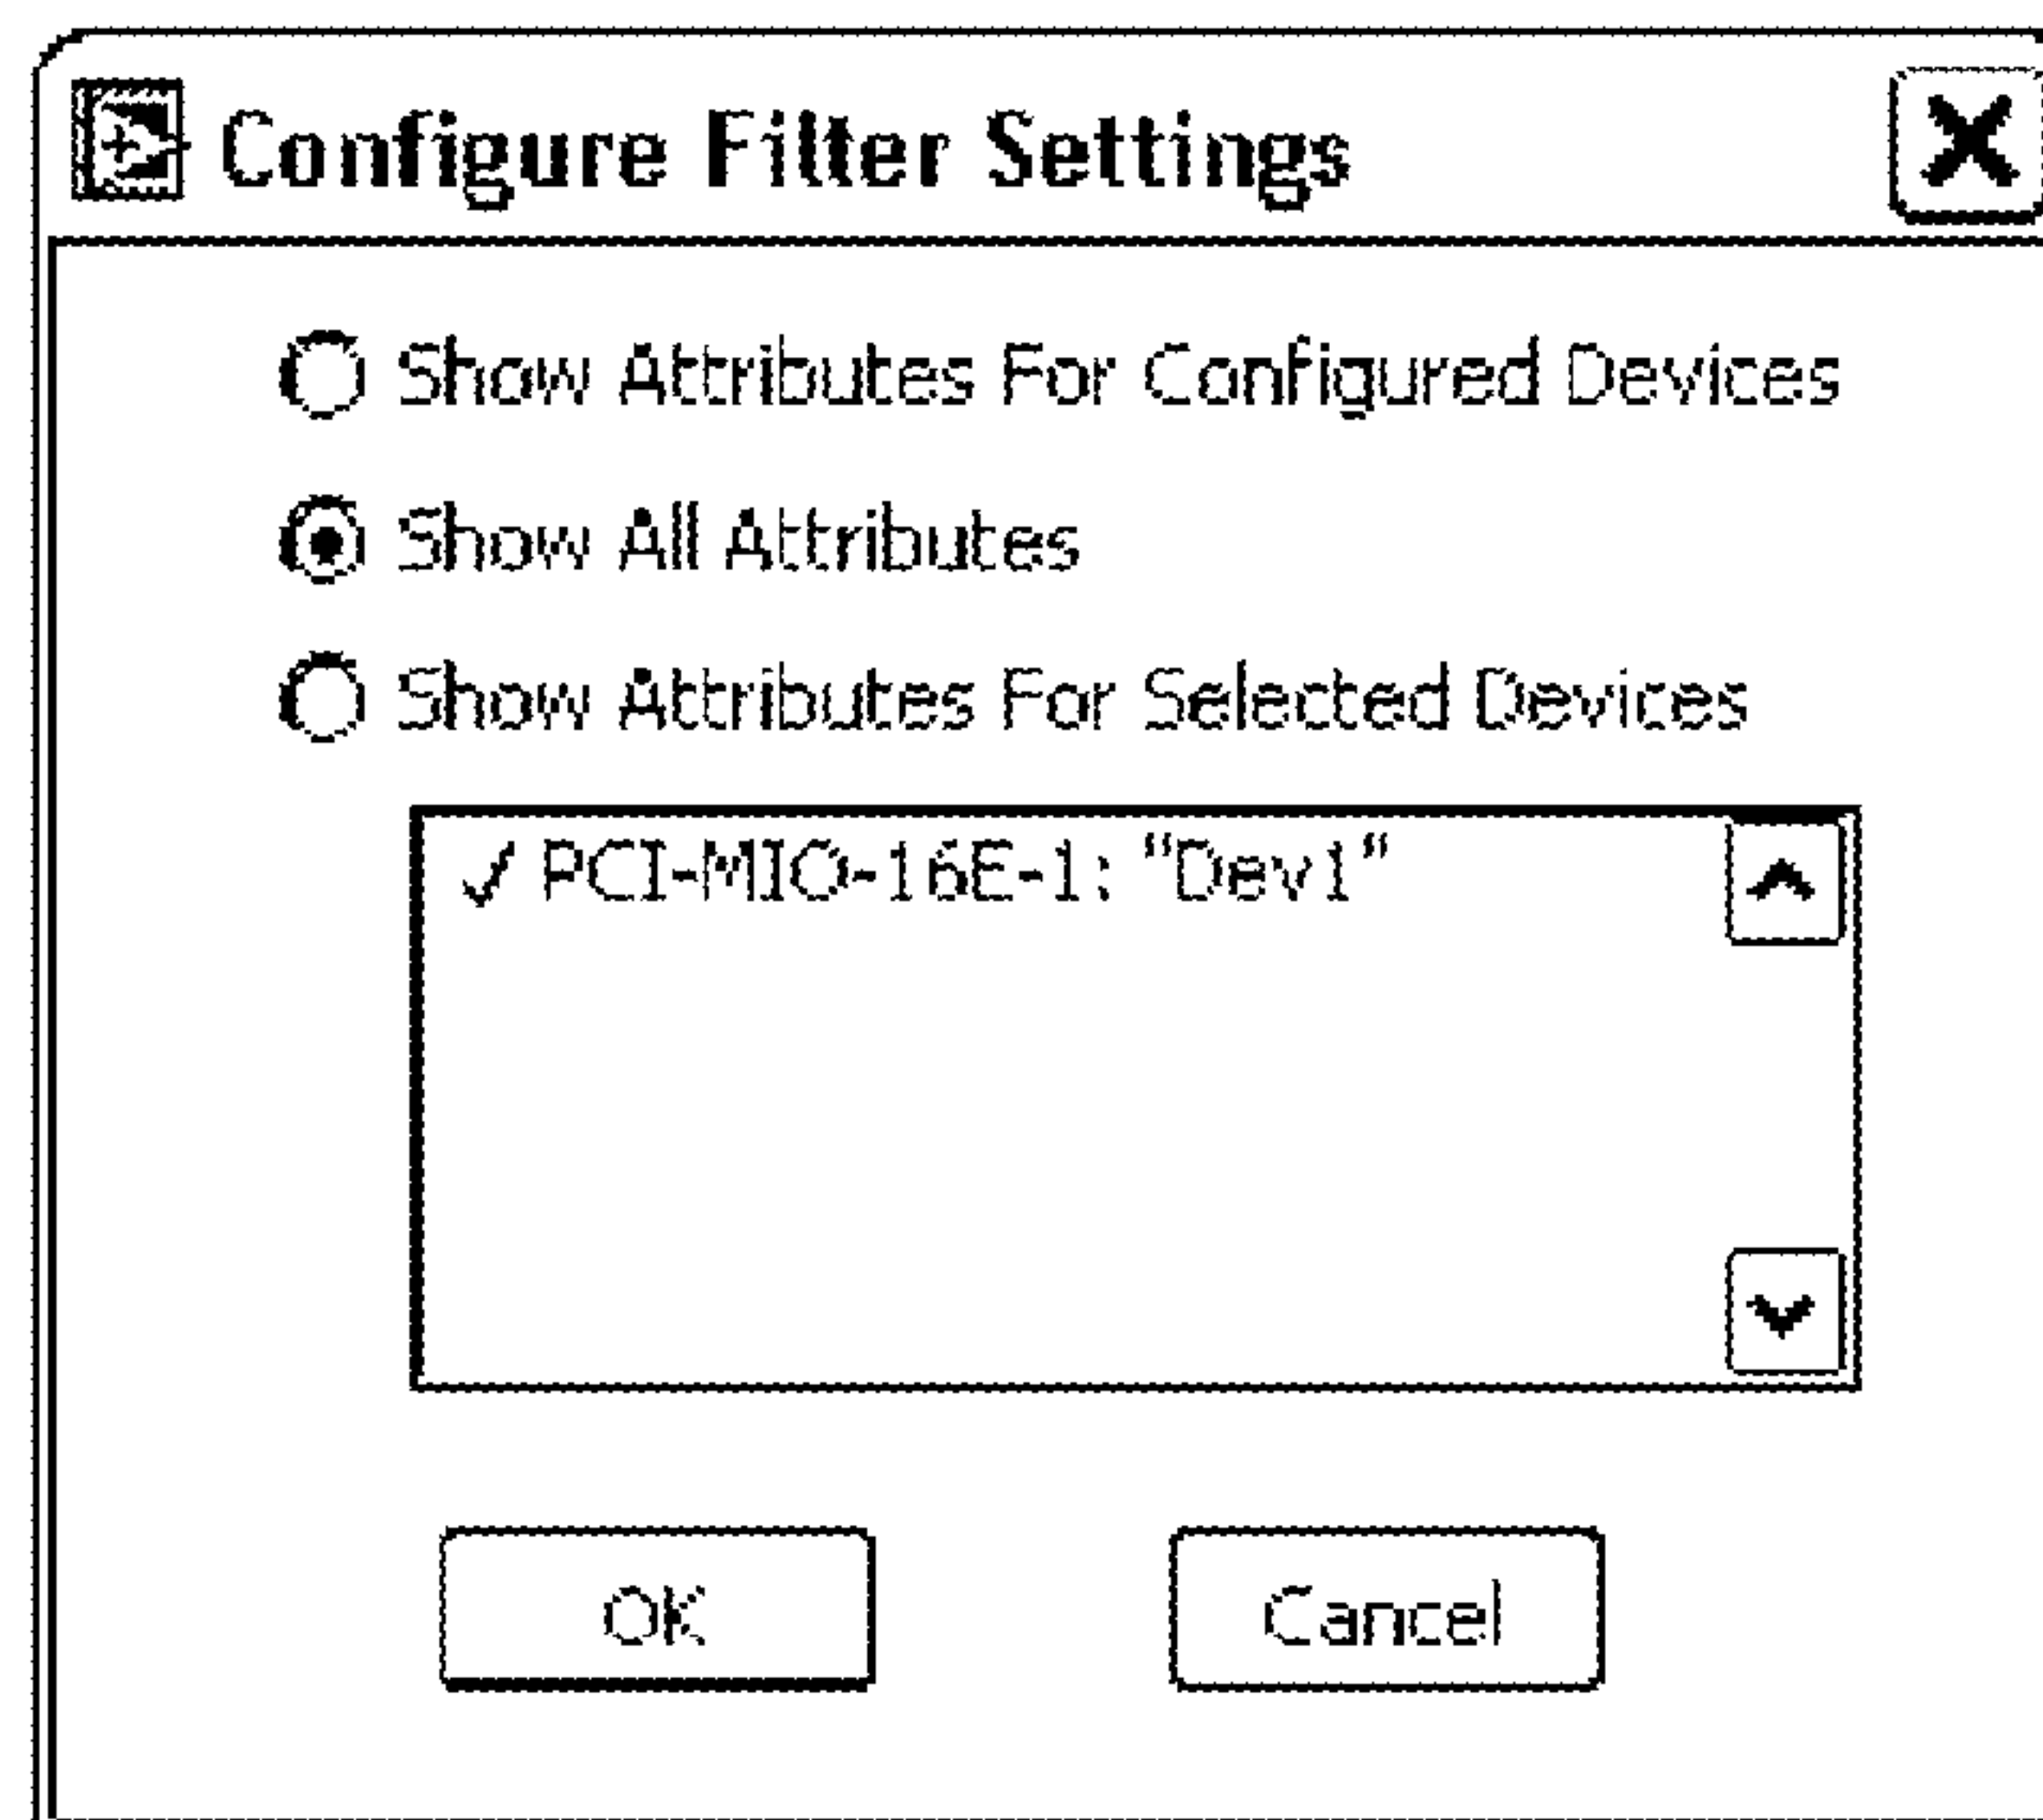 Configure Filter Settings
Show Attributes For Configured Devices
Show All Attributes
Show Attributes For Selected Devices
✓ PCI-MIO-16E-1: "Dev1"
OK
Cancel